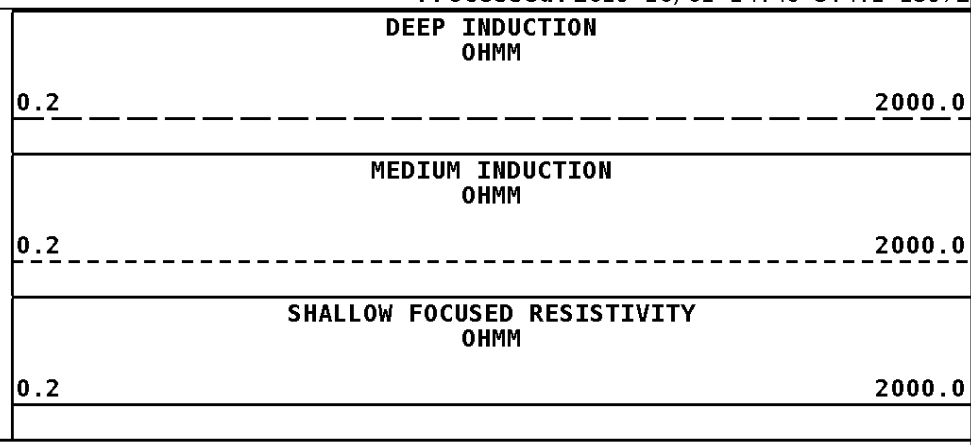 DEEP INDUCTION
OHMM
0.2 2000.0
MEDIUM INDUCTION
OHMM
0.2 2000.0
SHALLOW FOCUSED RESISTIVITY
OHMM
0.2 2000.0